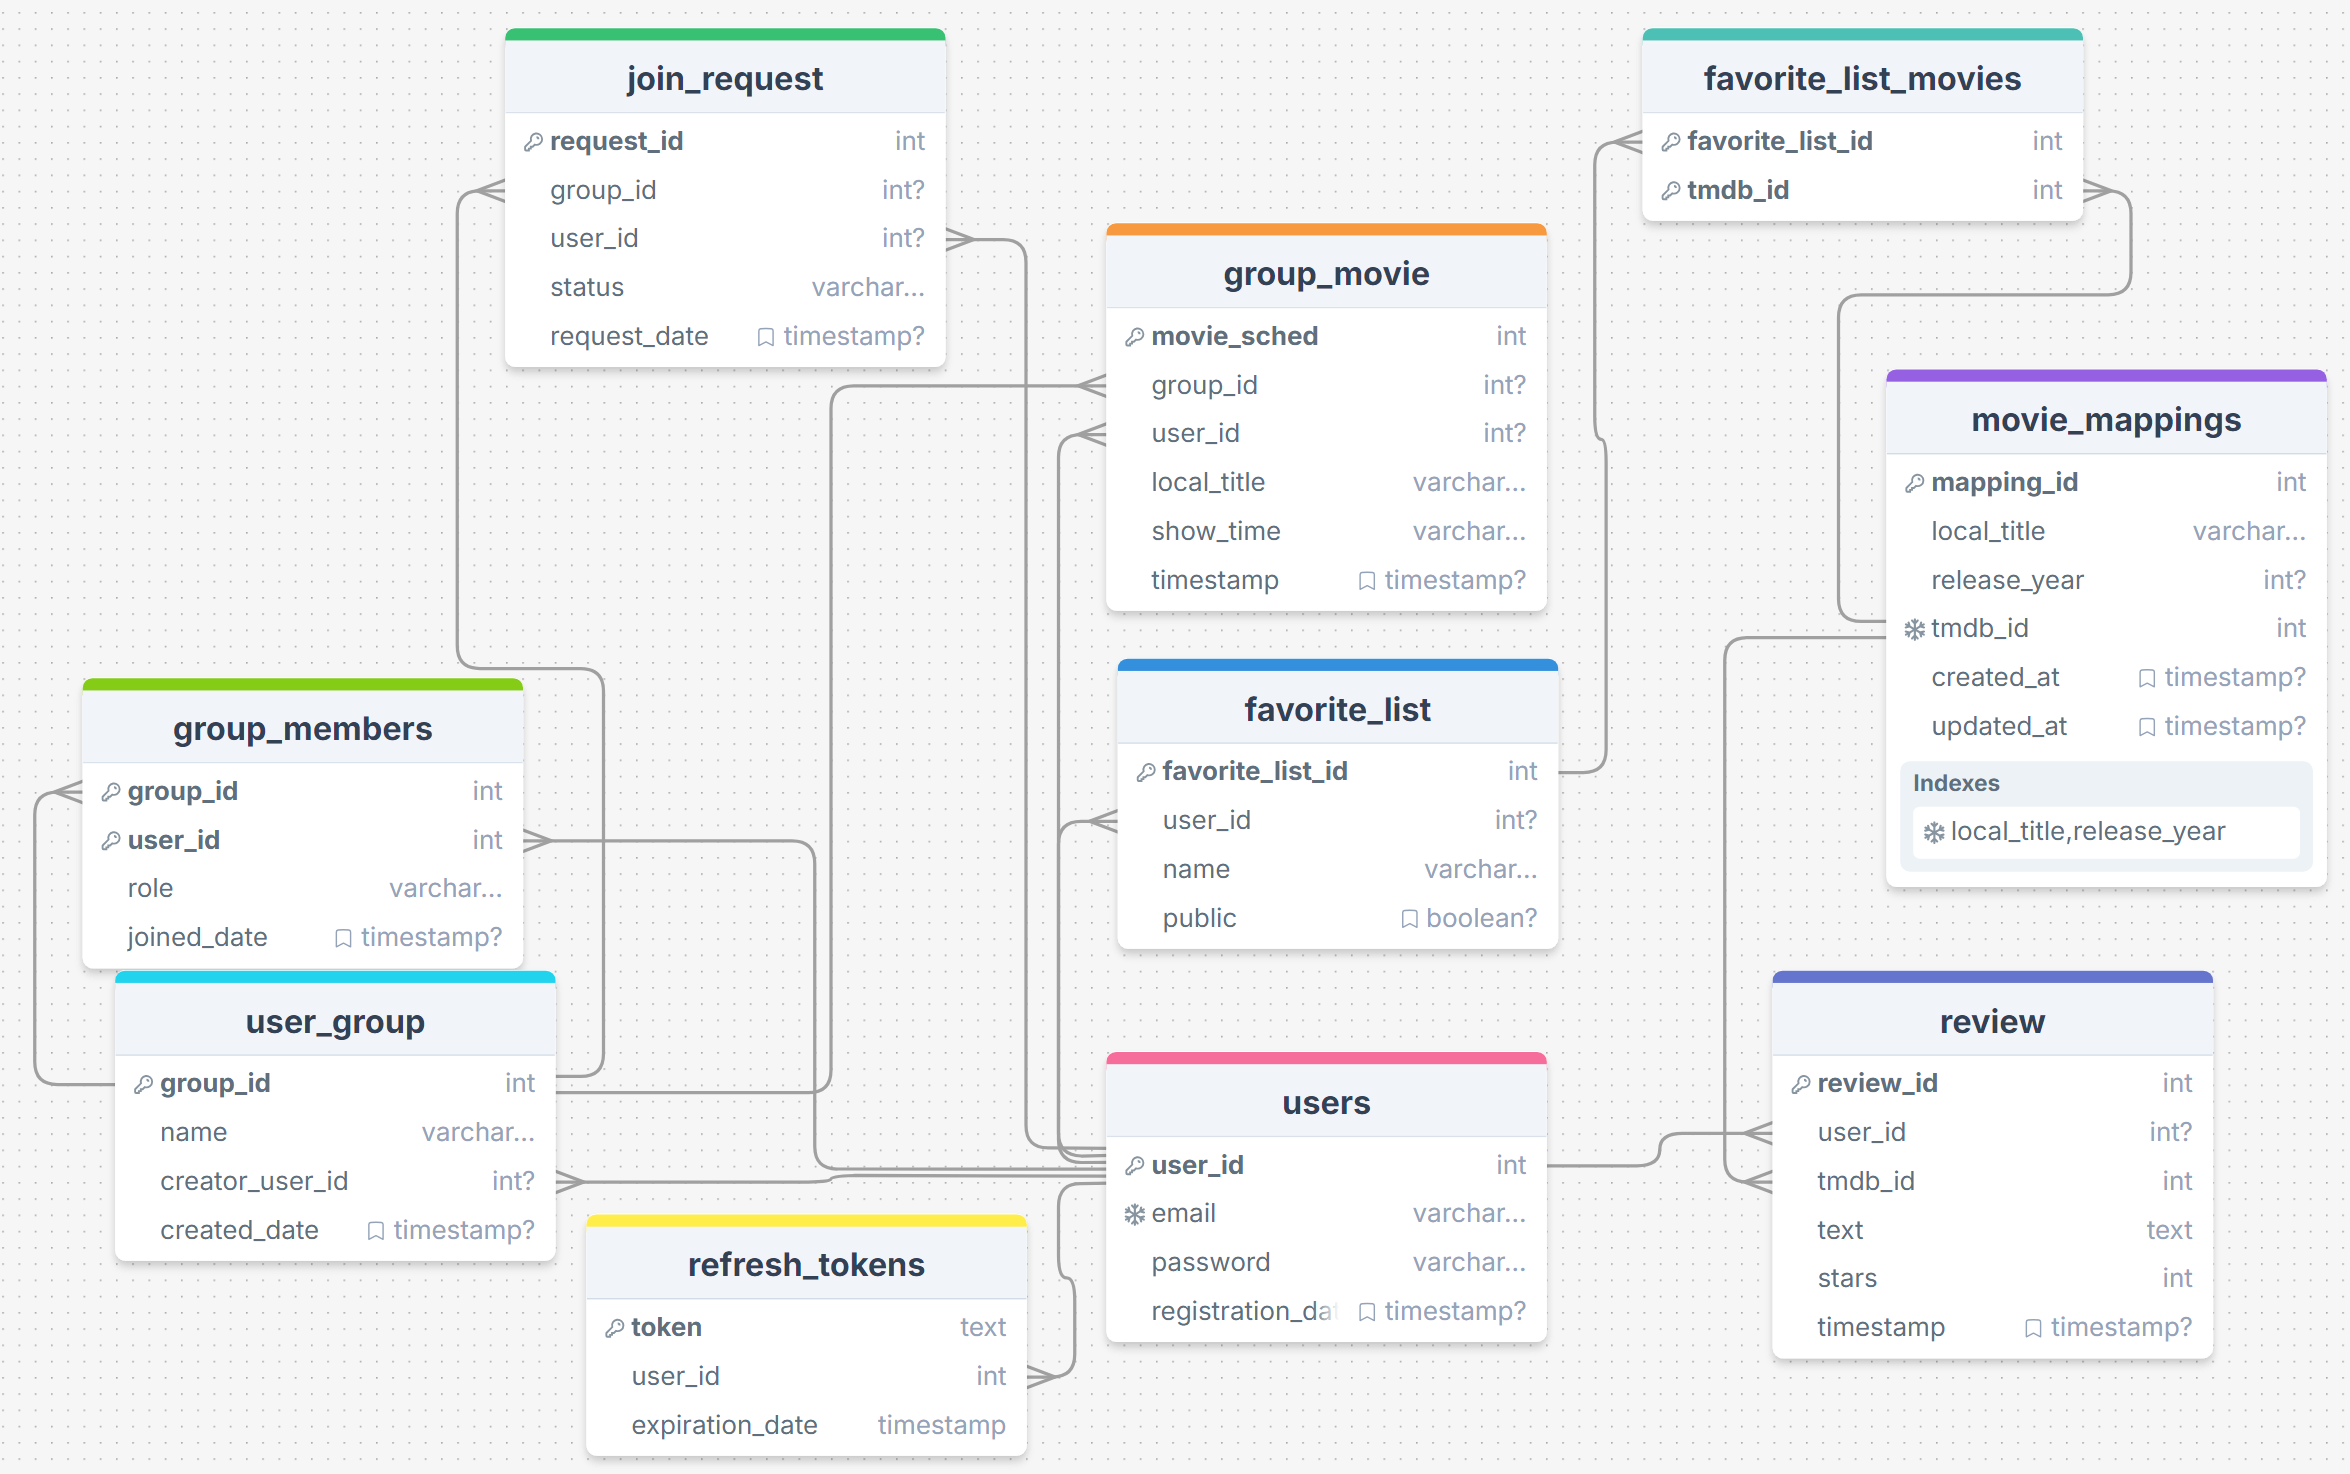 join_request
request_id int
group_id int?
user_id int?
status varchar...
request_date timestamp?
favorite_list_movies
favorite_list_id int
tmdb_id int
group_movie
movie_sched int
group_id int?
user_id int?
local_title varchar...
show_time varchar...
timestamp timestamp?
movie_mappings
mapping_id int
local_title varchar...
release_year int?
tmdb_id int
created_at timestamp?
updated_at timestamp?
Indexes
local_title,release_year
group_members
group_id int
user_id int
role varchar...
joined_date timestamp?
favorite_list
favorite_list_id int
user_id int?
name varchar...
public boolean?
user_group
group_id int
name varchar...
creator_user_id int?
created_date timestamp?
users
user_id int
email varchar...
password varchar...
registration_dat timestamp?
review
review_id int
user_id int?
tmdb_id int
text text
stars int
timestamp timestamp?
refresh_tokens
token text
user_id int
expiration_date timestamp